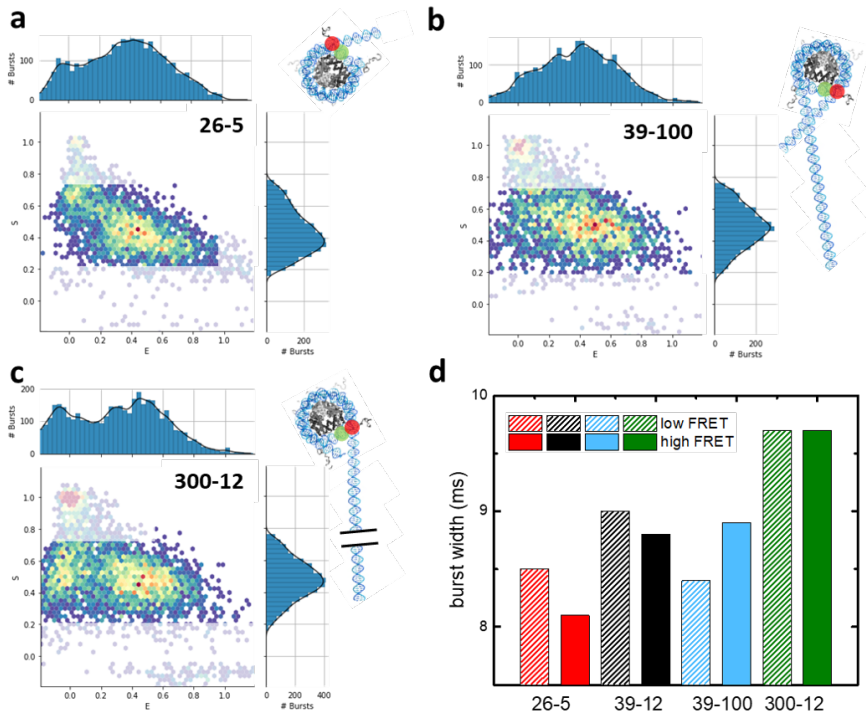 a
# Bursts
100
0
26-5
S
1.0
0.8
0.6
0.4
0.2
0.0
0.0 0.2 0.4 0.6 0.8 1.0
E
0 200
# Bursts
b
# Bursts
100
0
39-100
S
1.0
0.8
0.6
0.4
0.2
0.0
0.0 0.2 0.4 0.6 0.8 1.0
E
0 200
# Bursts
c
# Bursts
200
100
0
300-12
S
1.0
0.8
0.6
0.4
0.2
0.0
0.0 0.2 0.4 0.6 0.8 1.0
E
0 100 200 300 400
# Bursts
d
burst width (ms)
10
9
8
low FRET
high FRET
26-5 39-12 39-100 300-12